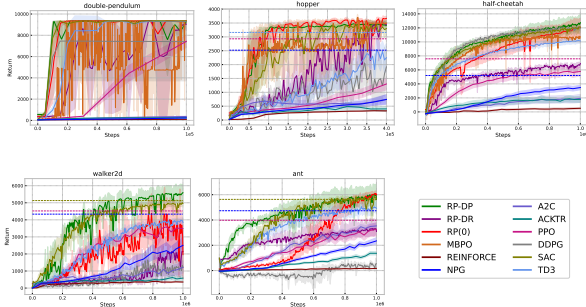 double-pendulum
hopper
half-cheetah
10000
8000
6000
4000
2000
0
Return
0.0 0.2 0.4 0.6 0.8 1.0
1e5
Steps
4000
3500
3000
2500
2000
1500
1000
500
0
0.0 0.5 1.0 1.5 2.0 2.5 3.0 3.5 4.0
1e5
Steps
14000
12000
10000
8000
6000
4000
2000
0
0.0 0.2 0.4 0.6 0.8 1.0
1e6
Steps
walker2d
ant
6000
5000
4000
3000
2000
1000
0
Return
0.0 0.2 0.4 0.6 0.8 1.0
1e6
Steps
6000
4000
2000
0
0.0 0.2 0.4 0.6 0.8 1.0
1e6
Steps
RP-DP
RP-DR
RP(0)
MBPO
REINFORCE
NPG
A2C
ACKTR
PPO
DDPG
SAC
TD3